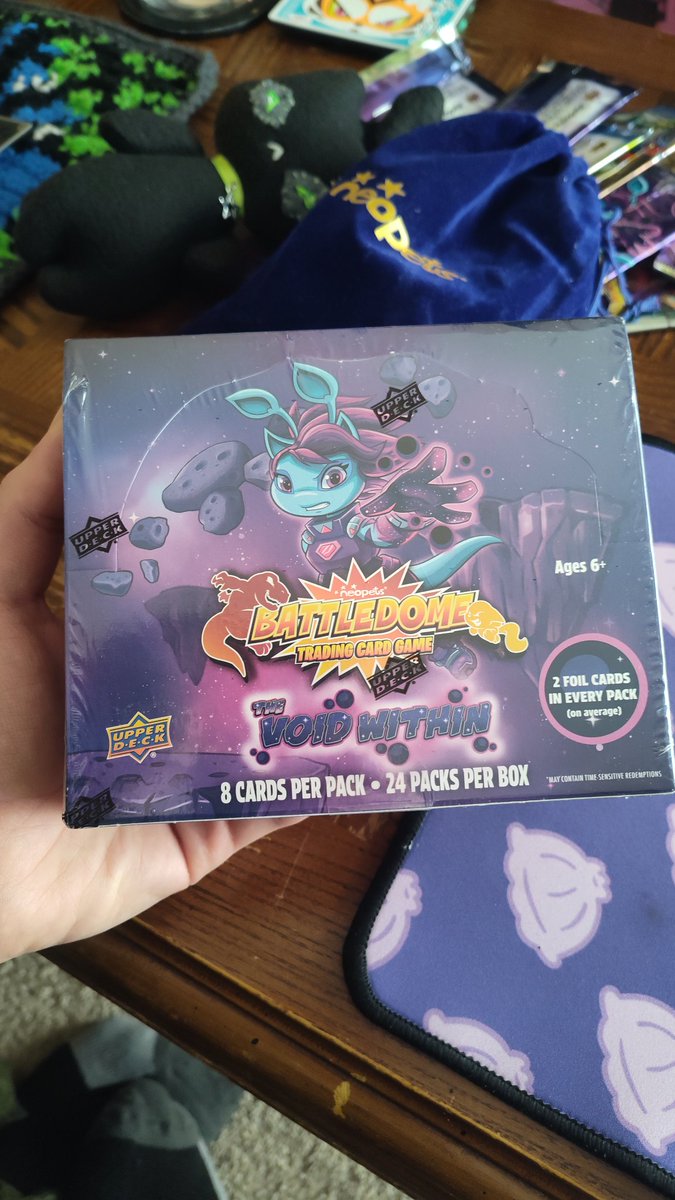 neopets
UPPER
DECK
UPPER
DECK
Ages 6+
neopets
BATTLEDOME
TRADING CARD GAME
UPPER
DECK
2 FOIL CARDS
IN EVERY PACK
(on average)
THE
VOID WITHIN
UPPER
DECK
8 CARDS PER PACK • 24 PACKS PER BOX
*MAY CONTAIN TIME-SENSITIVE REDEMPTIONS
UPPER
DECK